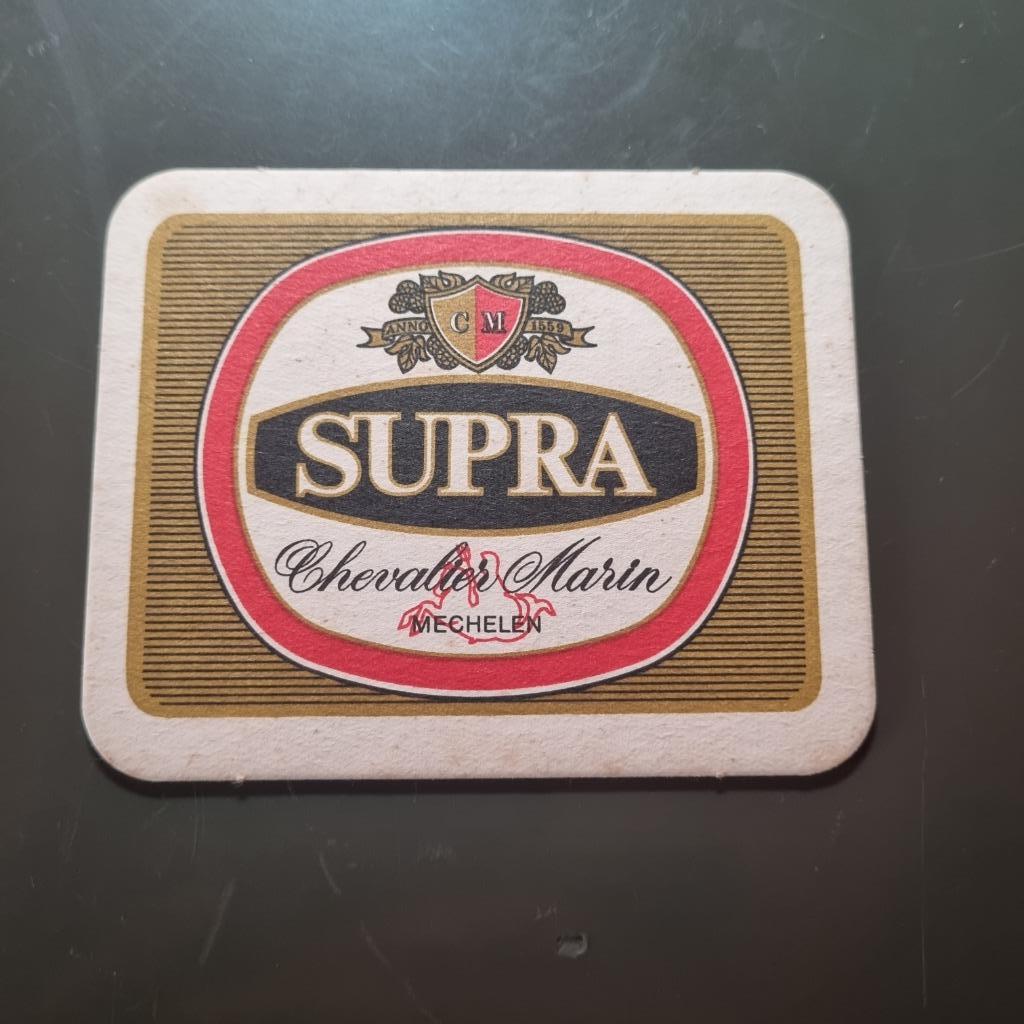 ANNO CM 1559
SUPRA
Chevalier Marin
MECHELEN